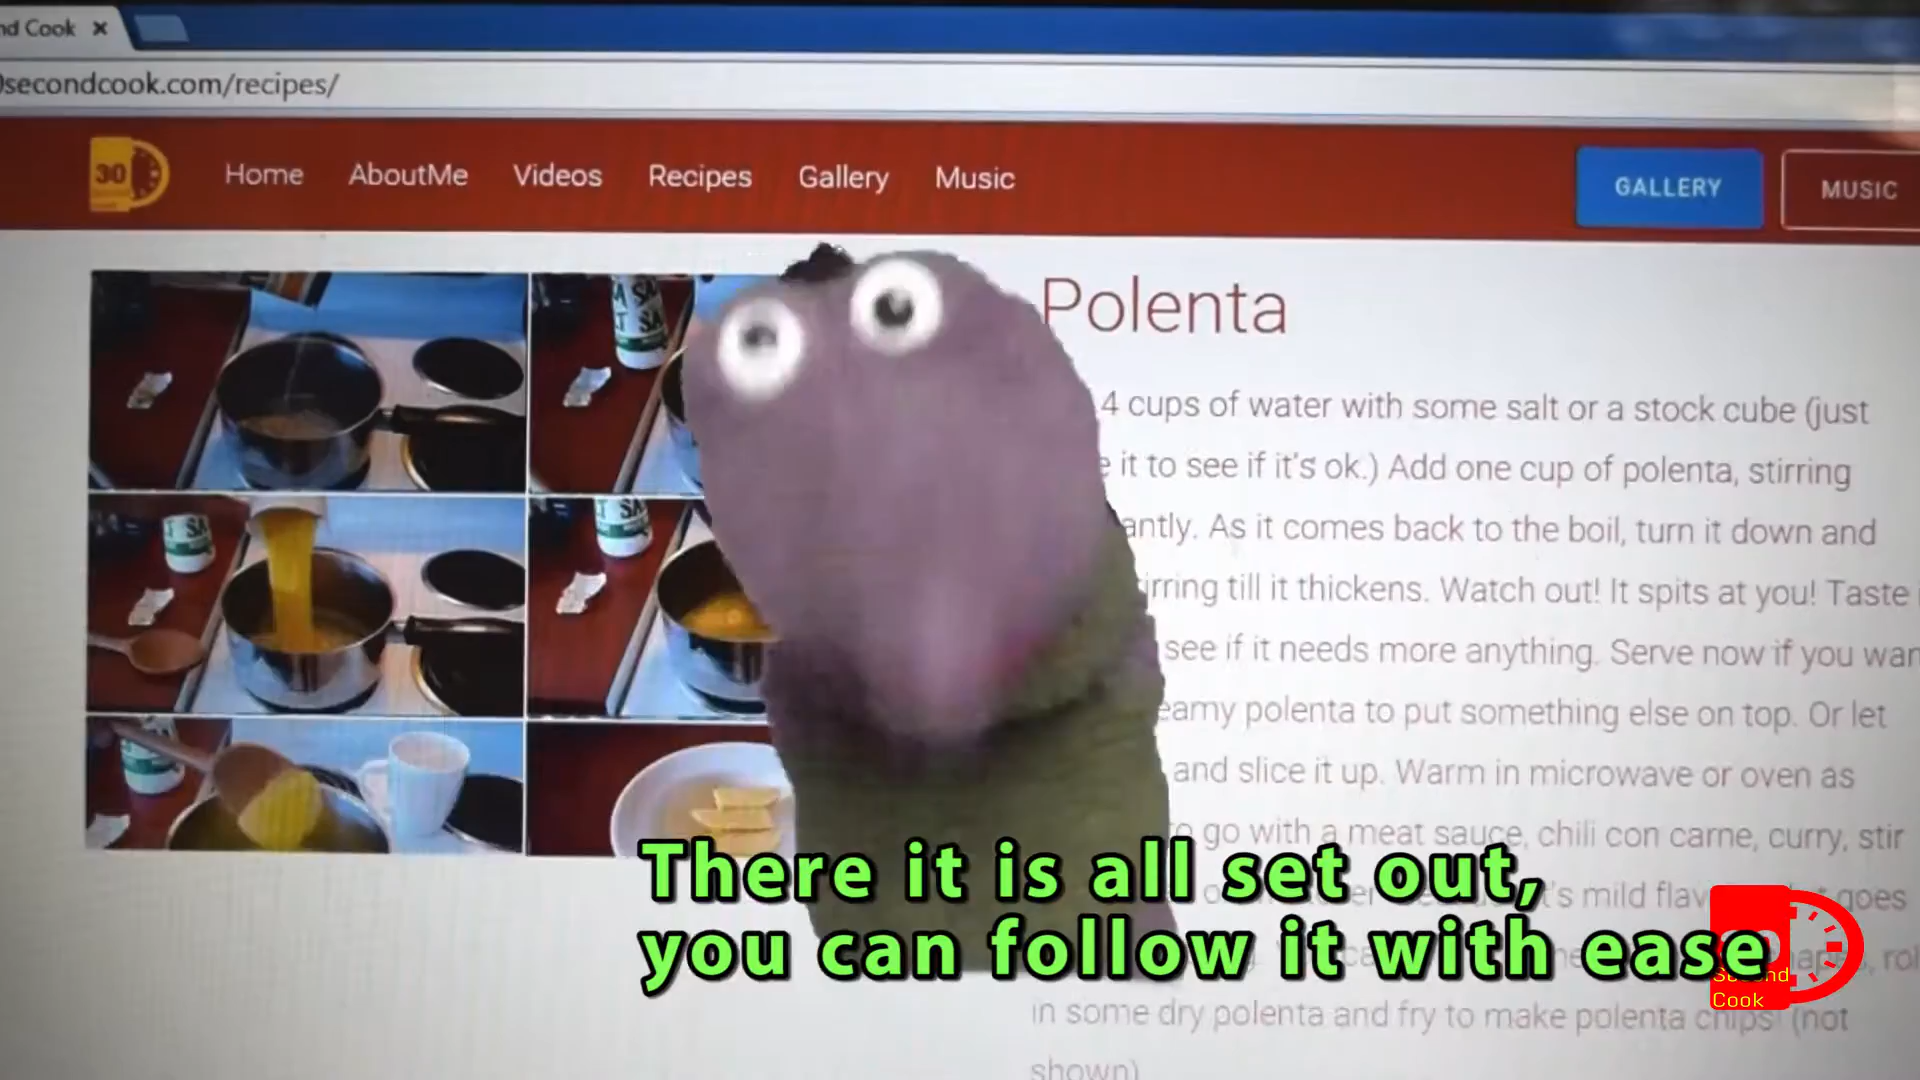 nd Cook
0secondcook.com/recipes/
30
Home AboutMe Videos Recipes Gallery Music
GALLERY MUSIC
Polenta
4 cups of water with some salt or a stock cube (just
it to see if it's ok.) Add one cup of polenta, stirring
antly. As it comes back to the boil, turn it down and
irring till it thickens. Watch out! It spits at you! Taste
see if it needs more anything. Serve now if you wan
eamy polenta to put something else on top. Or let
and slice it up. Warm in microwave or oven as
go with a meat sauce, chili con carne, curry, stir
's mild flav goes
in some dry polenta and fry to make polenta chips! (not
shown)
There it is all set out,
you can follow it with ease
Second
Cook